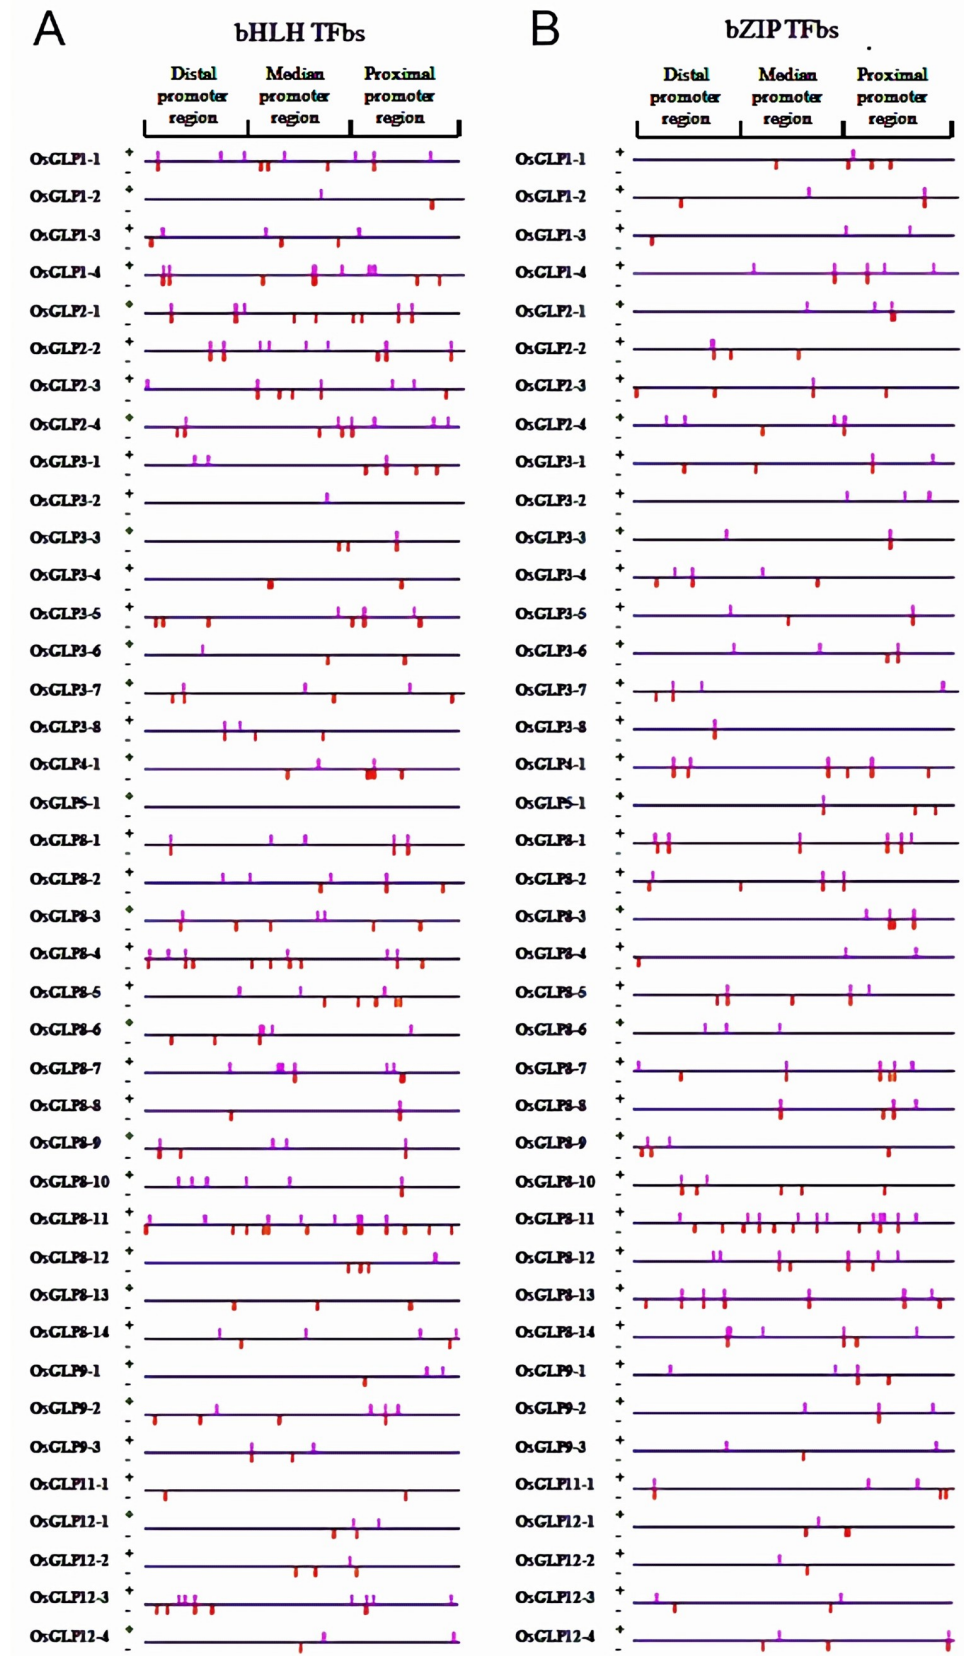 A
bHLH TFbs
Distal promoter region
Median promoter region
Proximal promoter region
OsGLP1-1
OsGLP1-2
OsGLP1-3
OsGLP1-4
OsGLP2-1
OsGLP2-2
OsGLP2-3
OsGLP2-4
OsGLP3-1
OsGLP3-2
OsGLP3-3
OsGLP3-4
OsGLP3-5
OsGLP3-6
OsGLP3-7
OsGLP3-8
OsGLP4-1
OsGLP5-1
OsGLP8-1
OsGLP8-2
OsGLP8-3
OsGLP8-4
OsGLP8-5
OsGLP8-6
OsGLP8-7
OsGLP8-8
OsGLP8-9
OsGLP8-10
OsGLP8-11
OsGLP8-12
OsGLP8-13
OsGLP8-14
OsGLP9-1
OsGLP9-2
OsGLP9-3
OsGLP11-1
OsGLP12-1
OsGLP12-2
OsGLP12-3
OsGLP12-4
B
bZIP TFbs
Distal promoter region
Median promoter region
Proximal promoter region
OsGLP1-1
OsGLP1-2
OsGLP1-3
OsGLP1-4
OsGLP2-1
OsGLP2-2
OsGLP2-3
OsGLP2-4
OsGLP3-1
OsGLP3-2
OsGLP3-3
OsGLP3-4
OsGLP3-5
OsGLP3-6
OsGLP3-7
OsGLP3-8
OsGLP4-1
OsGLP5-1
OsGLP8-1
OsGLP8-2
OsGLP8-3
OsGLP8-4
OsGLP8-5
OsGLP8-6
OsGLP8-7
OsGLP8-8
OsGLP8-9
OsGLP8-10
OsGLP8-11
OsGLP8-12
OsGLP8-13
OsGLP8-14
OsGLP9-1
OsGLP9-2
OsGLP9-3
OsGLP11-1
OsGLP12-1
OsGLP12-2
OsGLP12-3
OsGLP12-4